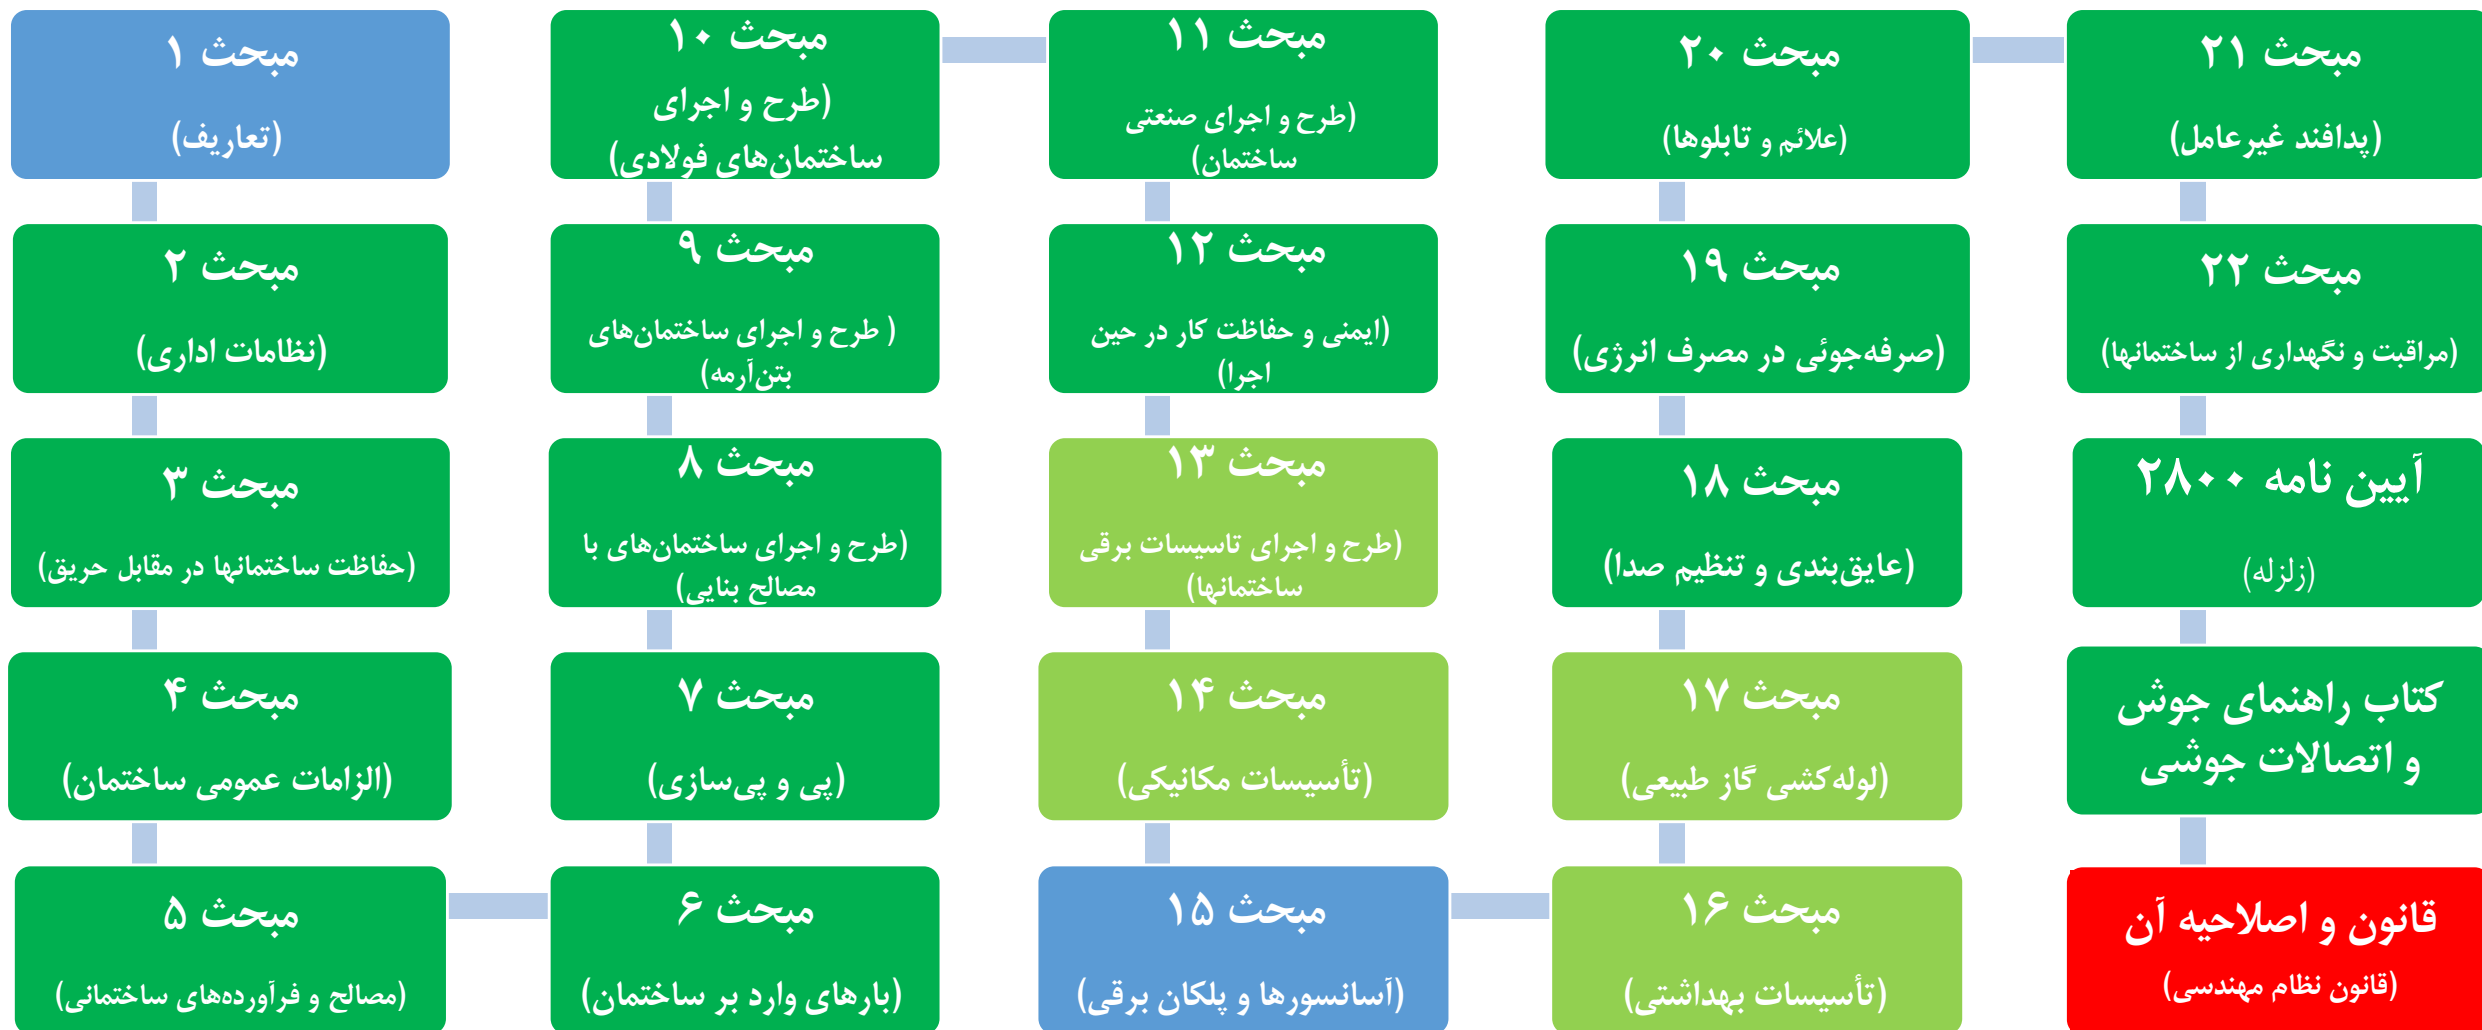 مبحث ۱
(تعاریف)
مبحث ۲
(نظامات اداری)
مبحث ۳
(حفاظت ساختمانها در مقابل حریق)
مبحث ۴
(الزامات عمومی ساختمان)
مبحث ۵
(مصالح و فرآورده‌های ساختمانی)
مبحث ۶
(بارهای وارد بر ساختمان)
مبحث ۷
(پی و پی‌سازی)
مبحث ۸
(طرح و اجرای ساختمان‌های با
مصالح بنایی)
مبحث ۹
( طرح و اجرای ساختمان‌های
بتن‌آرمه)
مبحث ۱۰
(طرح و اجرای
ساختمان‌های فولادی)
مبحث ۱۱
(طرح و اجرای صنعتی
ساختمان)
مبحث ۱۲
(ایمنی و حفاظت کار در حین
اجرا)
مبحث ۱۳
(طرح و اجرای تاسیسات برقی
ساختمانها)
مبحث ۱۴
(تأسیسات مکانیکی)
مبحث ۱۵
(آسانسورها و پلکان برقی)
مبحث ۱۶
(تأسیسات بهداشتی)
مبحث ۱۷
(لوله‌کشی گاز طبیعی)
مبحث ۱۸
(عایق‌بندی و تنظیم صدا)
مبحث ۱۹
(صرفه‌جوئی در مصرف انرژی)
مبحث ۲۰
(علائم و تابلوها)
مبحث ۲۱
(پدافند غیرعامل)
مبحث ۲۲
(مراقبت و نگهداری از ساختمانها)
آیین نامه ۲۸۰۰
(زلزله)
کتاب راهنمای جوش
و اتصالات جوشی
قانون و اصلاحیه آن
(قانون نظام مهندسی)